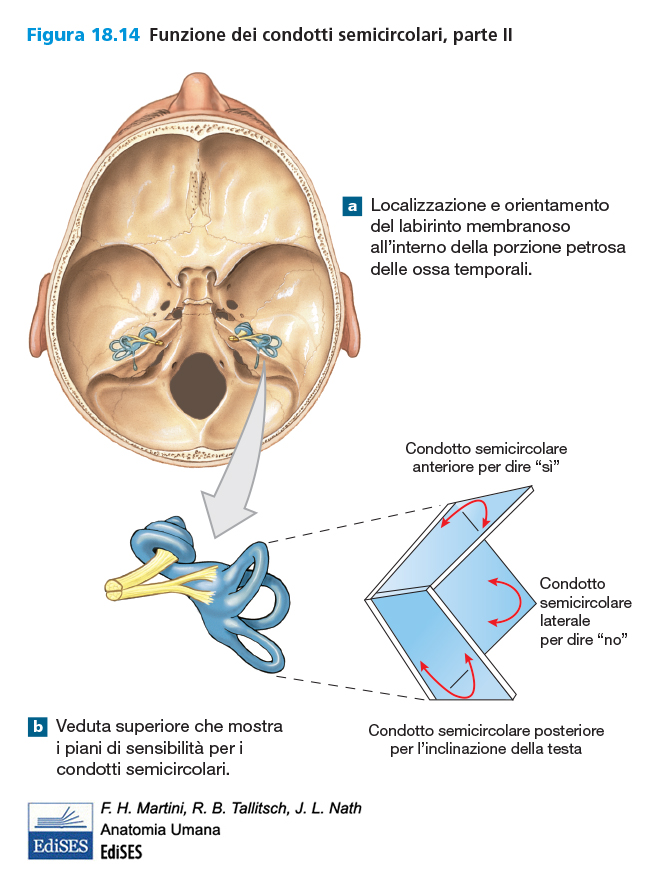 Figura 18.14 Funzione dei condotti semicircolari, parte II
a Localizzazione e orientamento
del labirinto membranoso
all'interno della porzione petrosa
delle ossa temporali.
Condotto semicircolare
anteriore per dire “sì”
Condotto
semicircolare
laterale
per dire “no”
Condotto semicircolare posteriore
per l'inclinazione della testa
b Veduta superiore che mostra
i piani di sensibilità per i
condotti semicircolari.
F. H. Martini, R. B. Tallitsch, J. L. Nath
Anatomia Umana
EdiSES
EdiSES